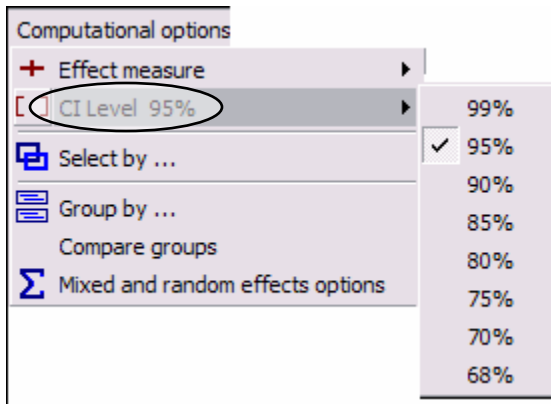 Computational options
Effect measure
CI Level 95%
Select by ...
Group by ...
Compare groups
Mixed and random effects options
99%
95%
90%
85%
80%
75%
70%
68%